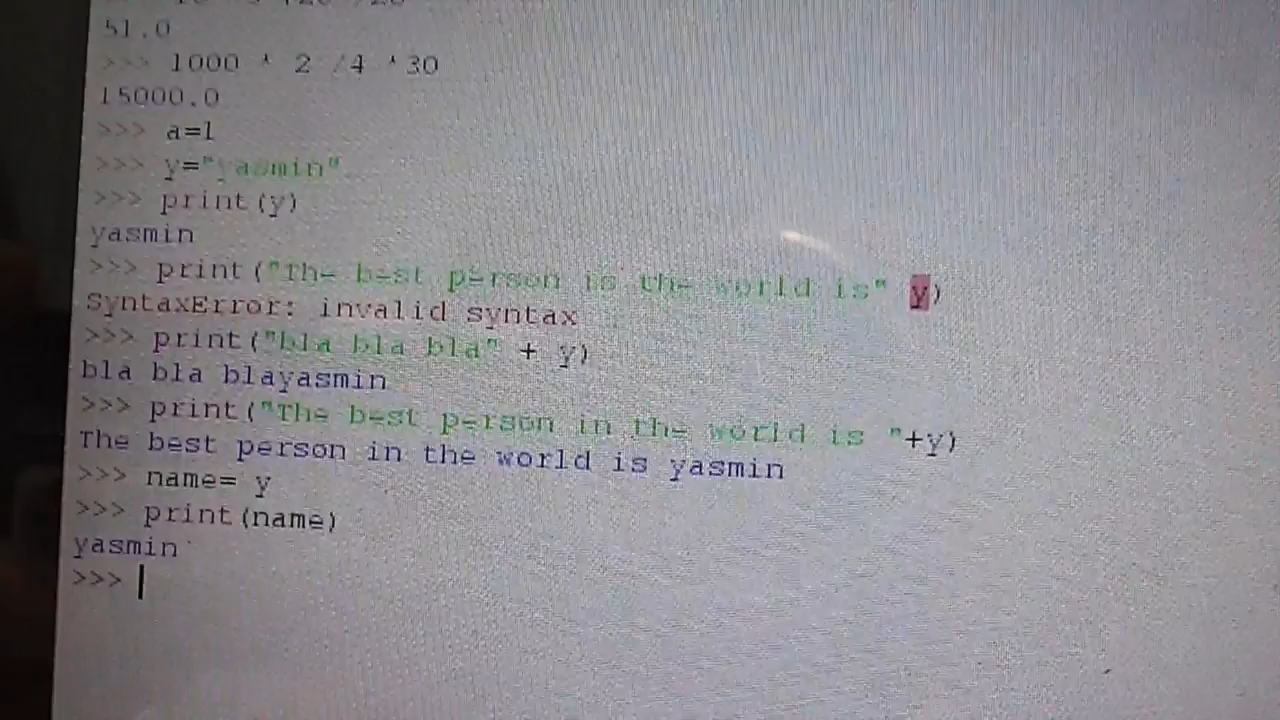 51.0
>>> 1000 * 2 /4 *30
15000.0
>>> a=1
>>> y="yasmin"
>>> print(y)
yasmin
>>> print("The best person is the world is" y)
SyntaxError: invalid syntax
>>> print("bla bla bla" + y)
bla bla blayasmin
>>> print("The best person in the world is "+y)
The best person in the world is yasmin
>>> name= y
>>> print(name)
yasmin
>>>